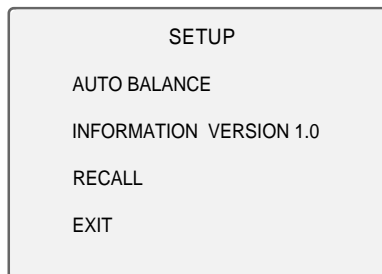 SETUP
AUTO BALANCE
INFORMATION VERSION 1.0
RECALL
EXIT